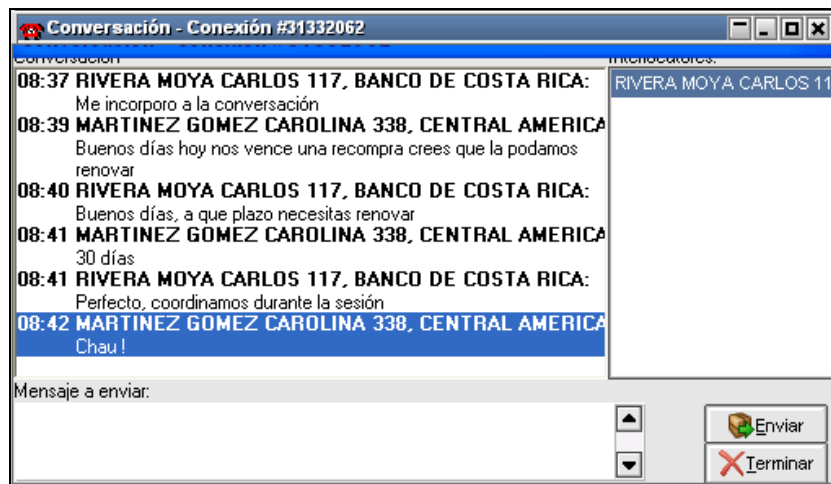 Conversación - Conexión #31332062
Conversación
Interlocutores:
08:37 RIVERA MOYA CARLOS 117, BANCO DE COSTA RICA:
RIVERA MOYA CARLOS 11
Me incorporo a la conversación
08:39 MARTINEZ GOMEZ CAROLINA 338, CENTRAL AMERICA
Buenos días hoy nos vence una recompra crees que la podamos
renovar
08:40 RIVERA MOYA CARLOS 117, BANCO DE COSTA RICA:
Buenos días, a que plazo necesitas renovar
08:41 MARTINEZ GOMEZ CAROLINA 338, CENTRAL AMERICA
30 días
08:41 RIVERA MOYA CARLOS 117, BANCO DE COSTA RICA:
Perfecto, coordinamos durante la sesión
08:42 MARTINEZ GOMEZ CAROLINA 338, CENTRAL AMERICA
Chau !
Mensaje a enviar:
Enviar
Terminar